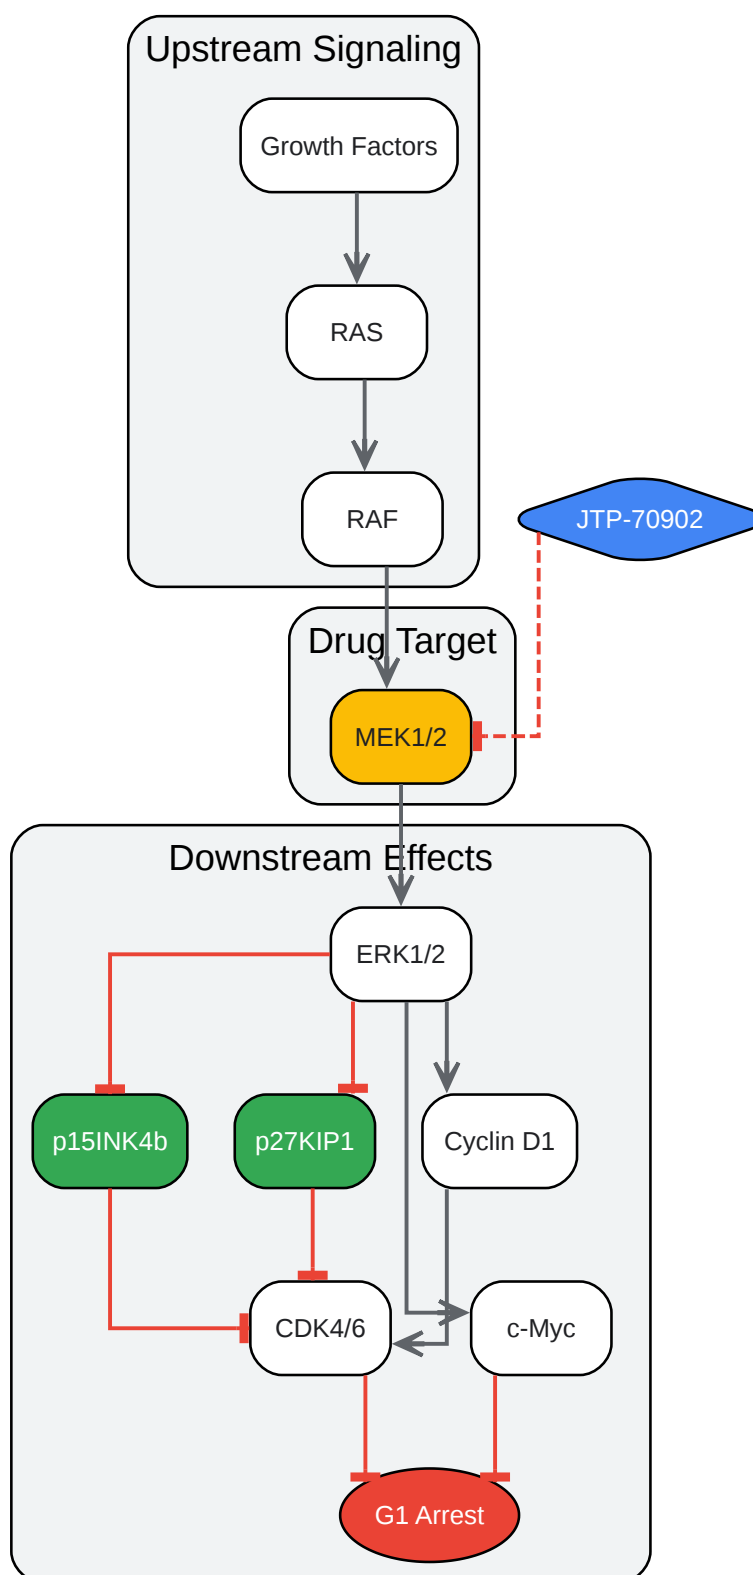 Upstream Signaling
Growth Factors
RAS
RAF
JTP-70902
Drug Target
MEK1/2
Downstream Effects
ERK1/2
p15INK4b
p27KIP1
Cyclin D1
CDK4/6
c-Myc
G1 Arrest